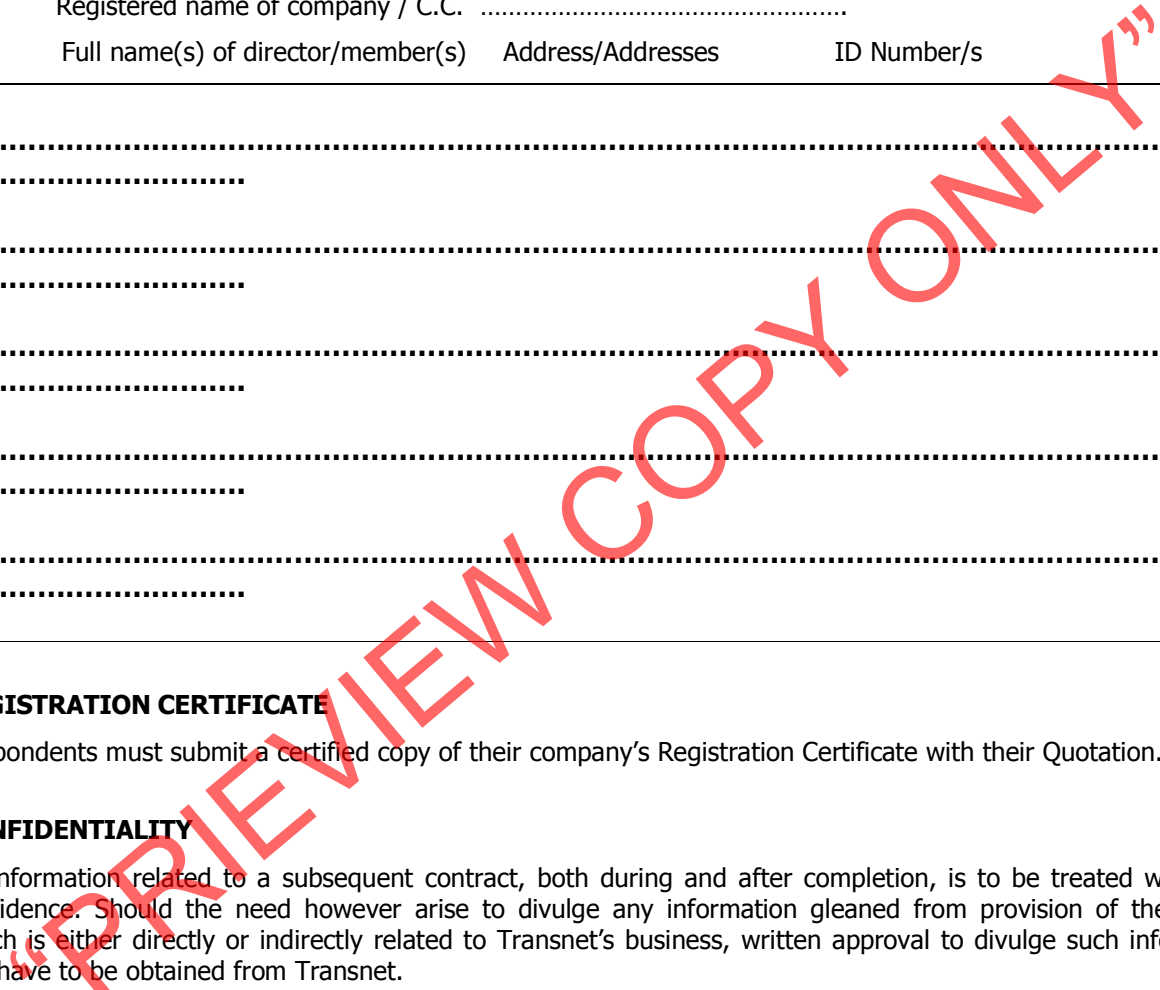 Registered name of company / C.C. ………………………………………………….
Full name(s) of director/member(s) Address/Addresses ID Number/s
GISTRATION CERTIFICATE
pondents must submit a certified copy of their company’s Registration Certificate with their Quotation.
NFIDENTIALITY
nformation related to a subsequent contract, both during and after completion, is to be treated w
idence. Should the need however arise to divulge any information gleaned from provision of the
ch is either directly or indirectly related to Transnet’s business, written approval to divulge such inf
have to be obtained from Transnet.
“PRIEVIEW COPY ONLY”